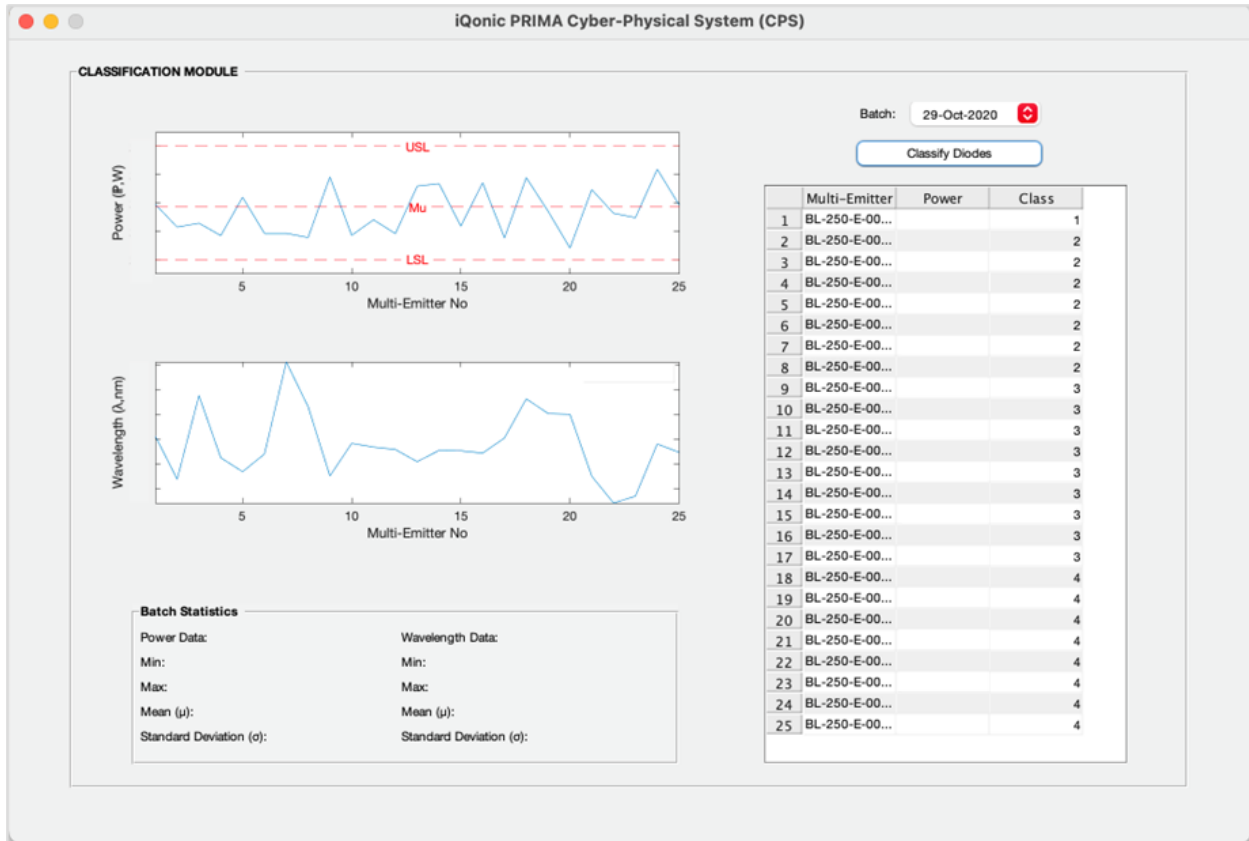 iQonic PRIMA Cyber-Physical System (CPS)
CLASSIFICATION MODULE
Power (IP,W)
USL
Mu
LSL
5 10 15 20 25
Multi-Emitter No
Wavelength (λ,nm)
5 10 15 20 25
Multi-Emitter No
Batch Statistics
Power Data: Wavelength Data:
Min: Min:
Max: Max:
Mean (μ): Mean (μ):
Standard Deviation (σ): Standard Deviation (σ):
Batch: 29-Oct-2020
Classify Diodes
Multi-Emitter Power Class
1 BL-250-E-00... 1
2 BL-250-E-00... 2
3 BL-250-E-00... 2
4 BL-250-E-00... 2
5 BL-250-E-00... 2
6 BL-250-E-00... 2
7 BL-250-E-00... 2
8 BL-250-E-00... 2
9 BL-250-E-00... 3
10 BL-250-E-00... 3
11 BL-250-E-00... 3
12 BL-250-E-00... 3
13 BL-250-E-00... 3
14 BL-250-E-00... 3
15 BL-250-E-00... 3
16 BL-250-E-00... 3
17 BL-250-E-00... 3
18 BL-250-E-00... 4
19 BL-250-E-00... 4
20 BL-250-E-00... 4
21 BL-250-E-00... 4
22 BL-250-E-00... 4
23 BL-250-E-00... 4
24 BL-250-E-00... 4
25 BL-250-E-00... 4